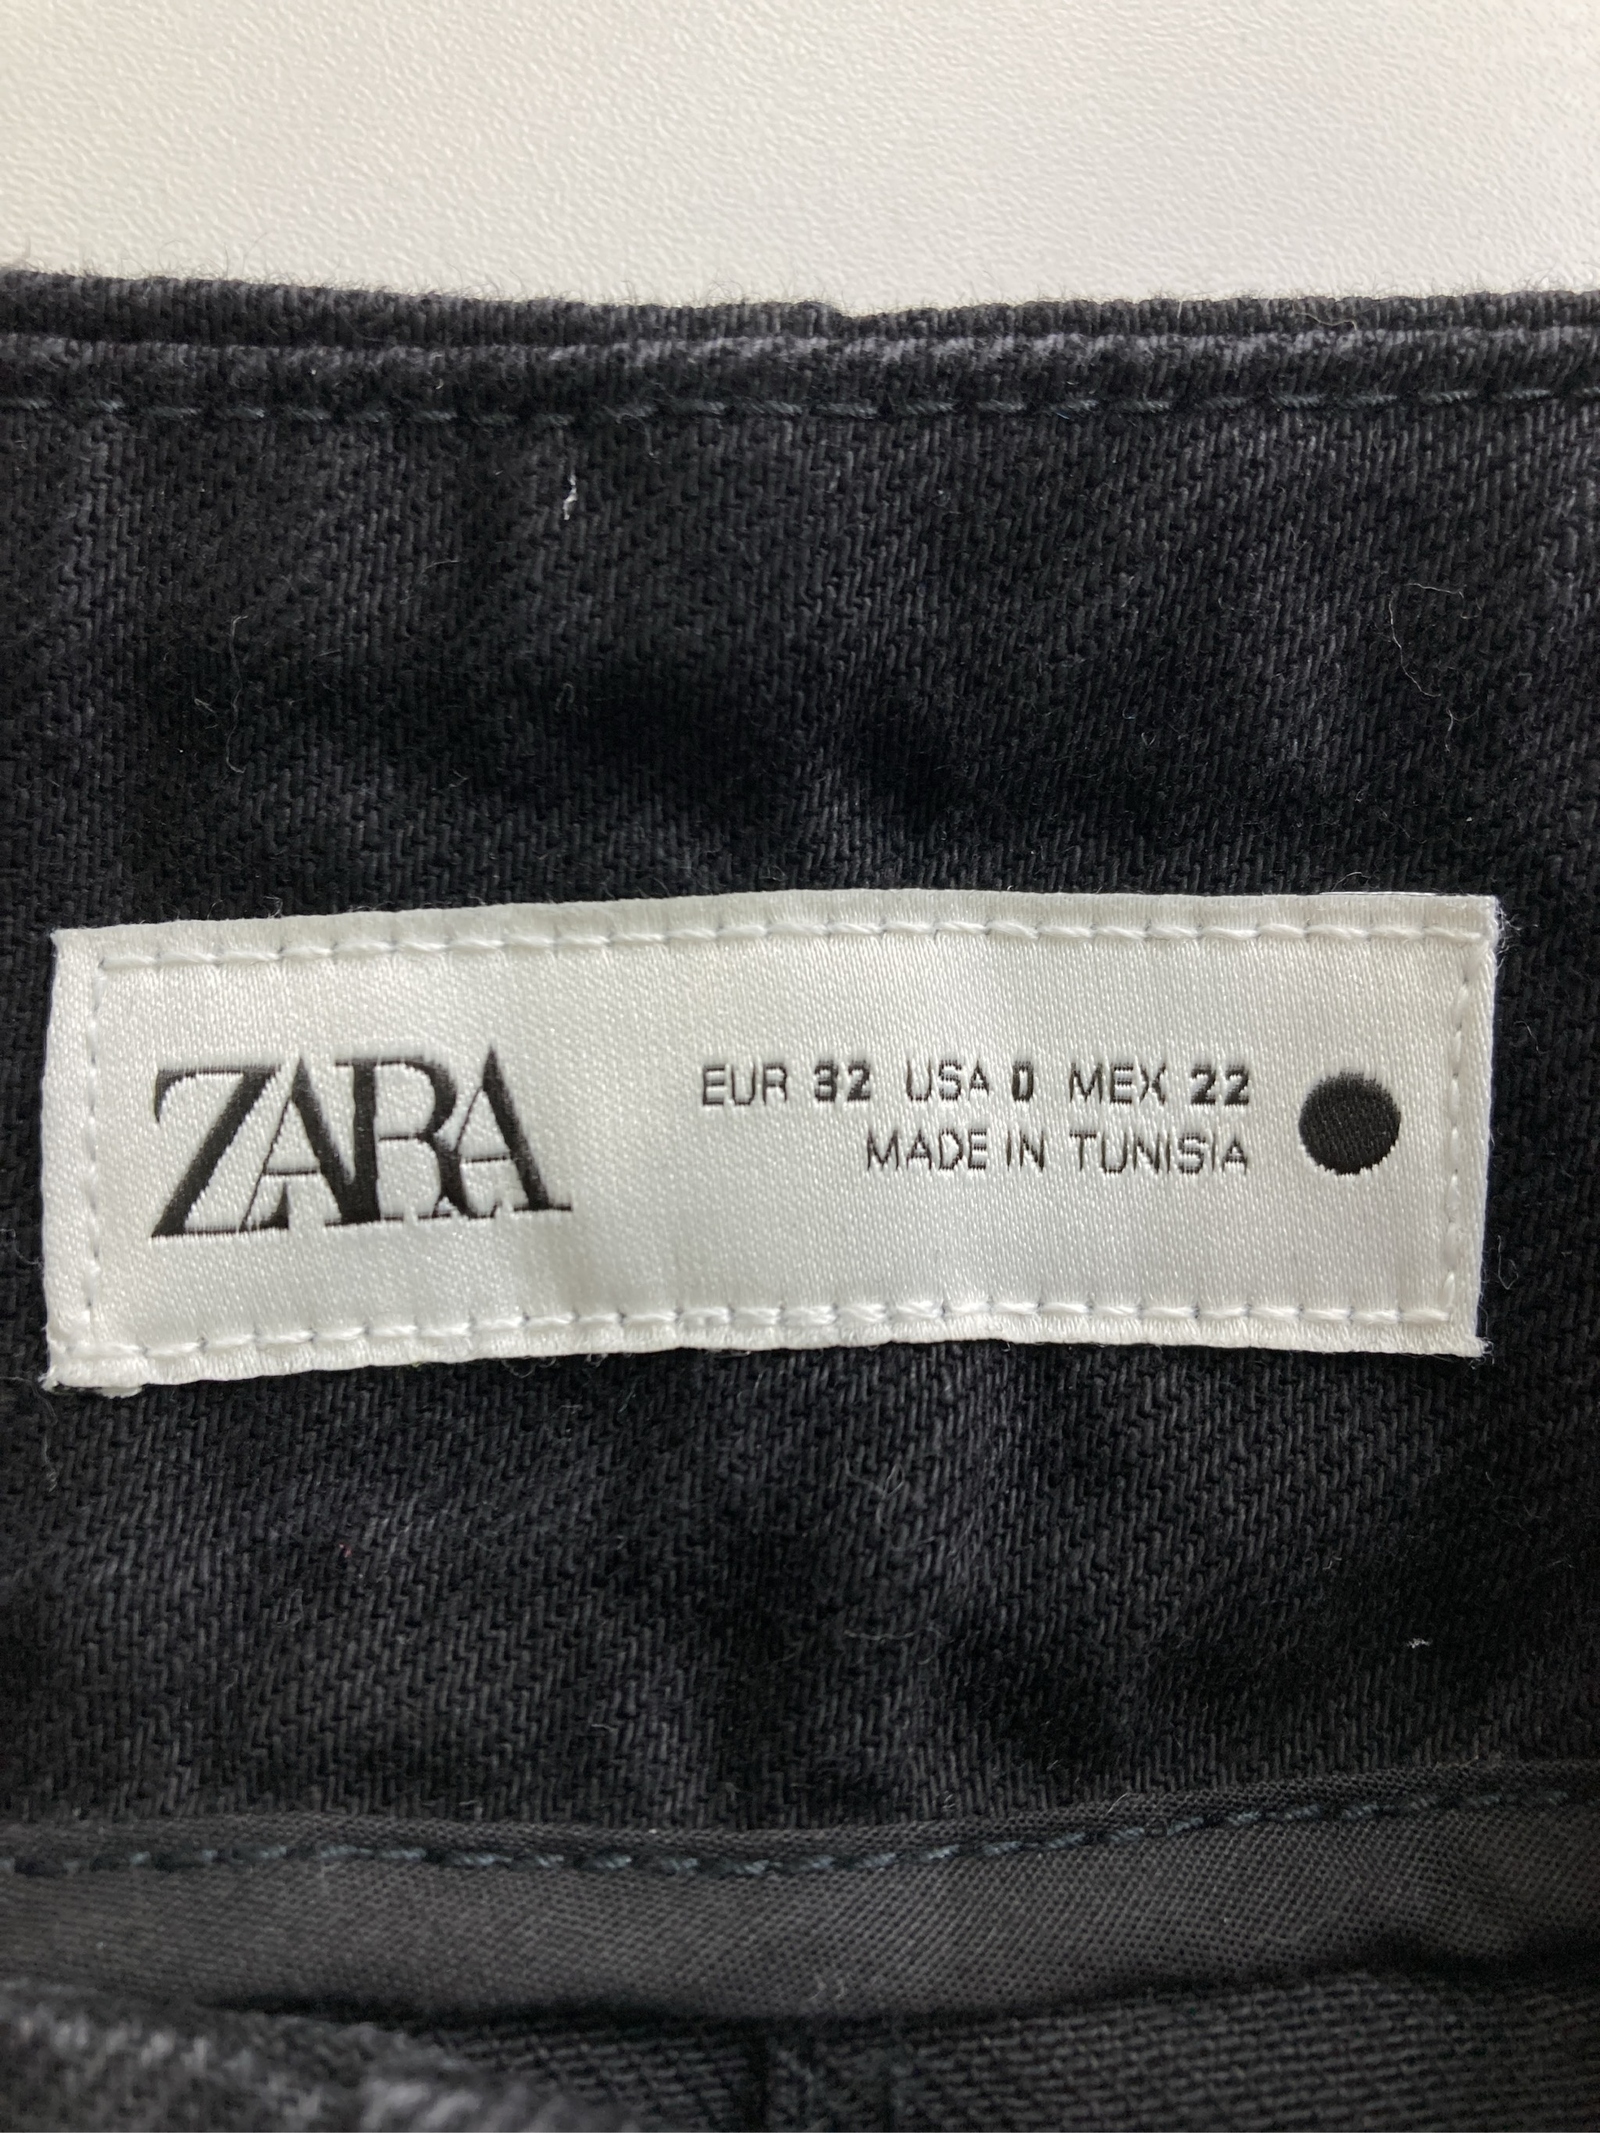 ZARA
EUR 32 USA 0 MEX 22
MADE IN TUNISIA